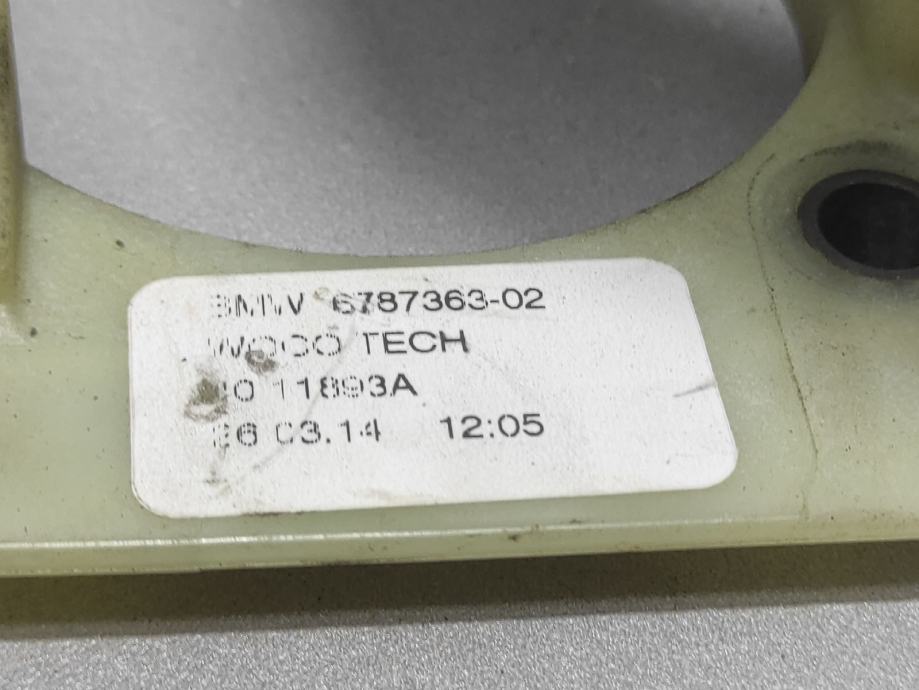 BMW 6787363-02
WOCO TECH
11893A
26.03.14 12:05